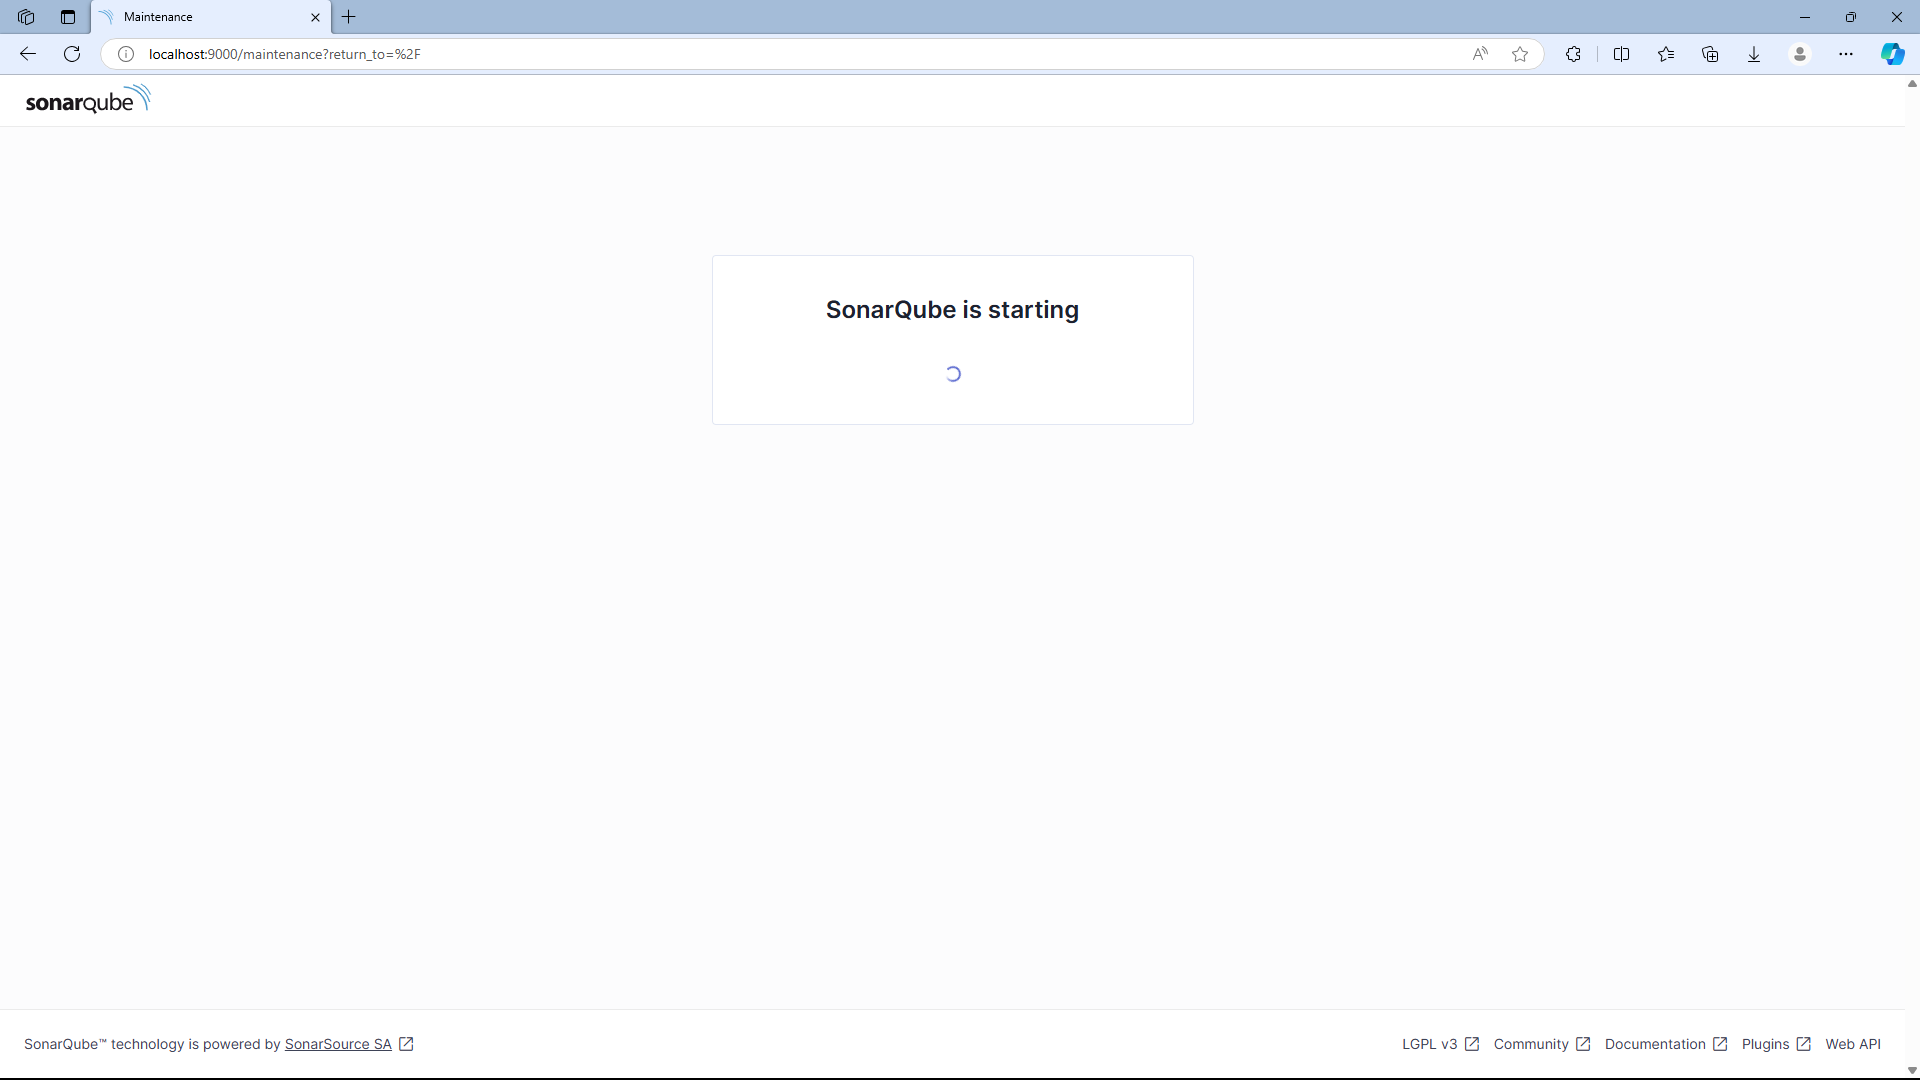 Maintenance
localhost:9000/maintenance?return_to=%2F
sonarqube
SonarQube is starting
SonarQube™ technology is powered by SonarSource SA
LGPL v3 Community Documentation Plugins Web API